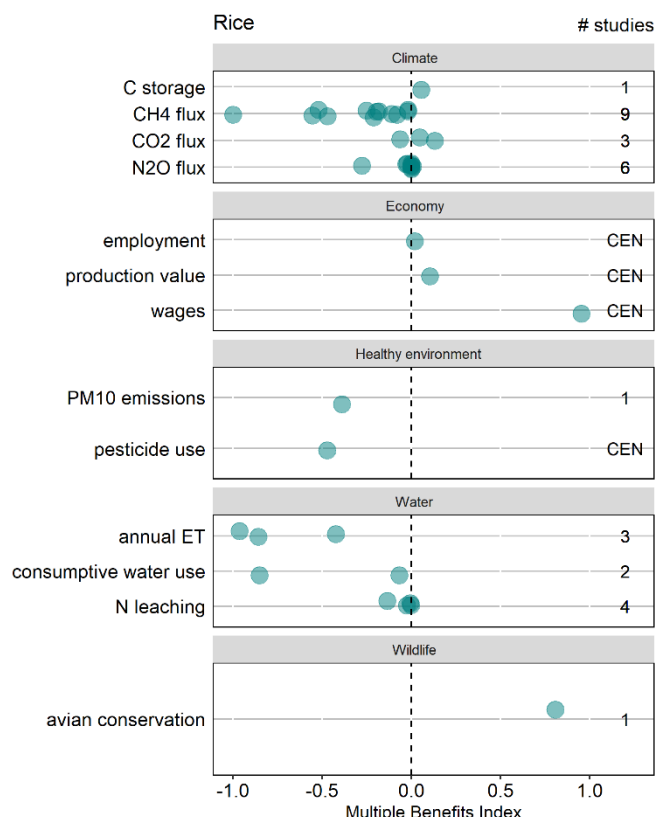 Rice # studies
Climate
C storage 1
CH4 flux 9
CO2 flux 3
N2O flux 6
Economy
employment CEN
production value CEN
wages CEN
Healthy environment
PM10 emissions 1
pesticide use CEN
Water
annual ET 3
consumptive water use 2
N leaching 4
Wildlife
avian conservation 1
-1.0 -0.5 0.0 0.5 1.0
Multiple Benefits Index